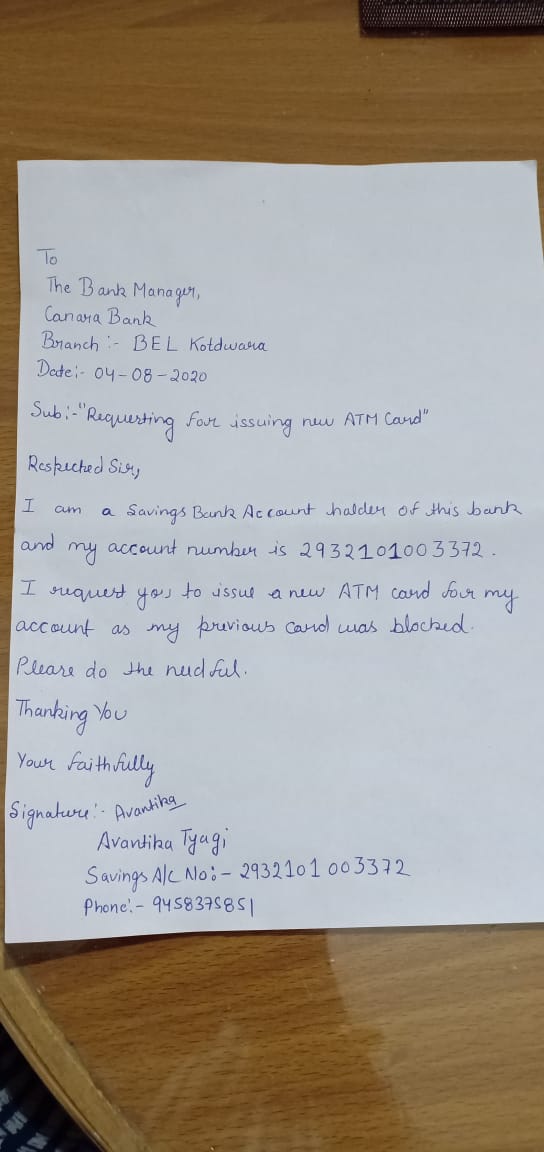 To
The Bank Manager,
Canara Bank
Branch :- BEL Kotdwara
Date :- 04-08-2020
Sub :- "Requesting for issuing new ATM Card"
Respected Sir,
I am a Savings Bank Account holder of this bank
and my account number is 2932101003372.
I request you to issue a new ATM card for my
account as my previous card was blocked.
Please do the needful.
Thanking You
Your faithfully
Signature :- Avantika
Avantika Tyagi
Savings A/c No :- 2932101003372
Phone :- 9458375851